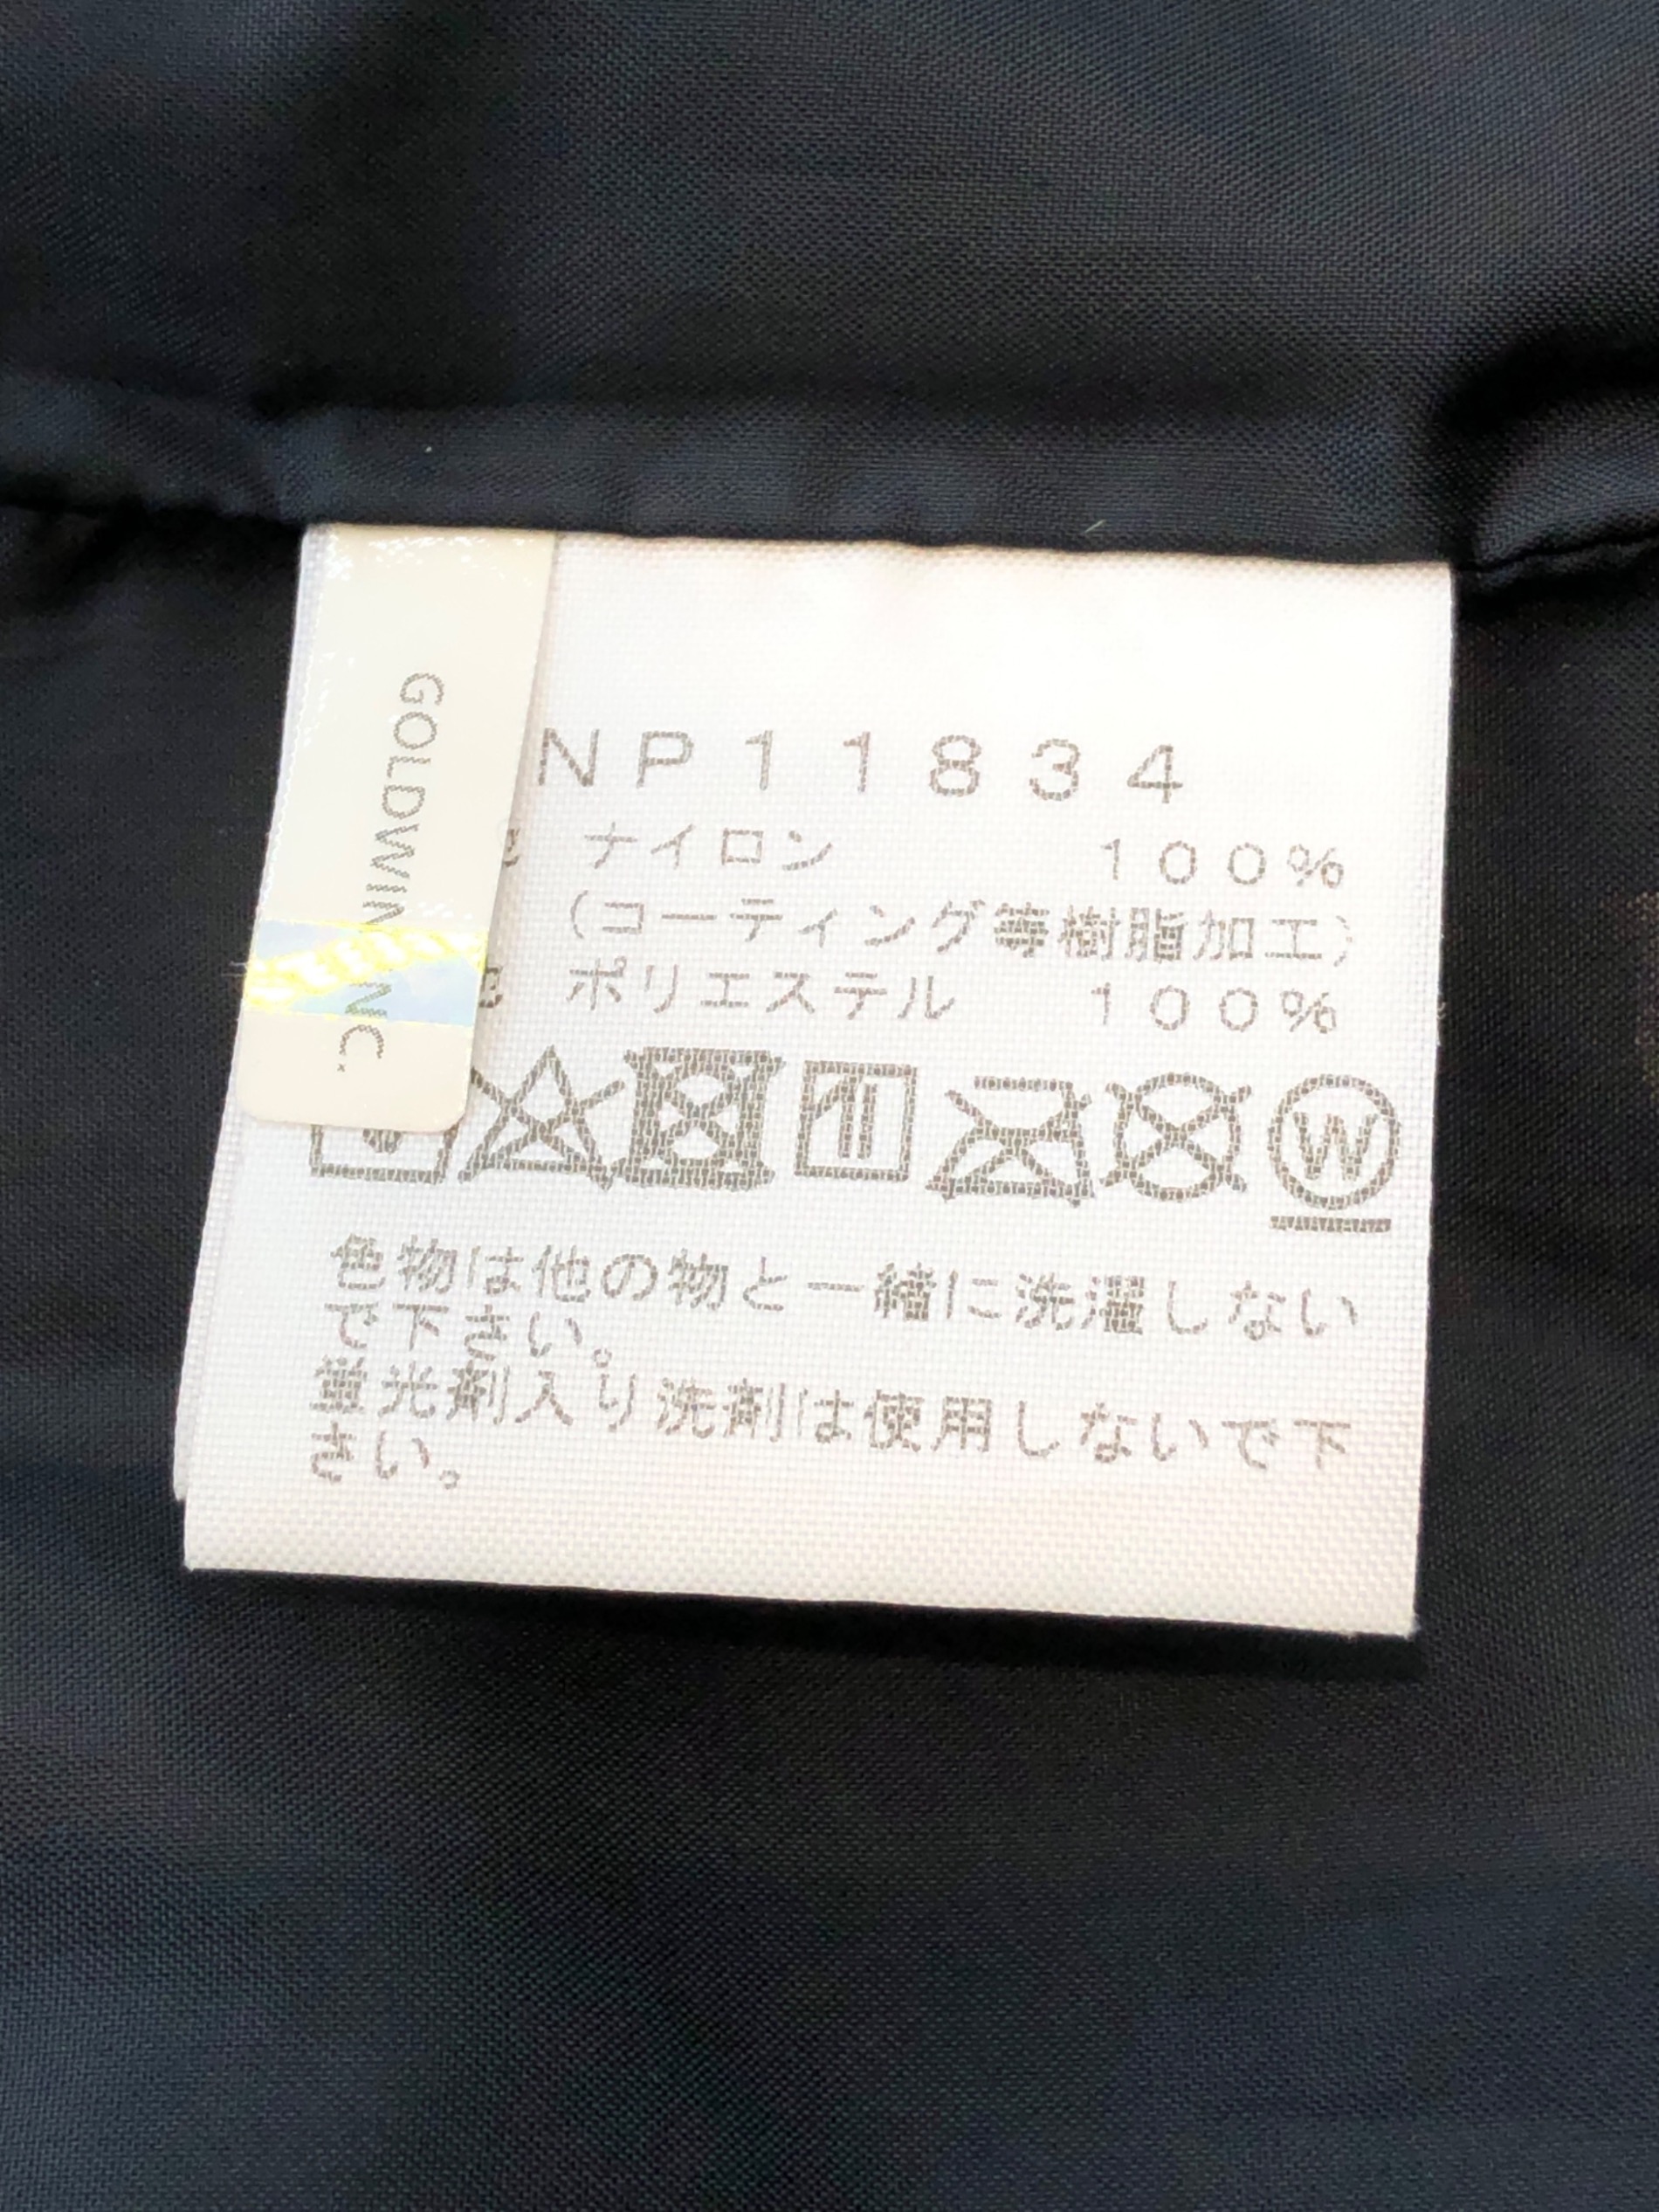 GOLDWIN INC.
NP11834
ナイロン 100%
(コーティング等樹脂加工)
ポリエステル 100%
W
色物は他の物と一緒に洗濯しない
で下さい。
蛍光剤入り洗剤は使用しないで下
さい。